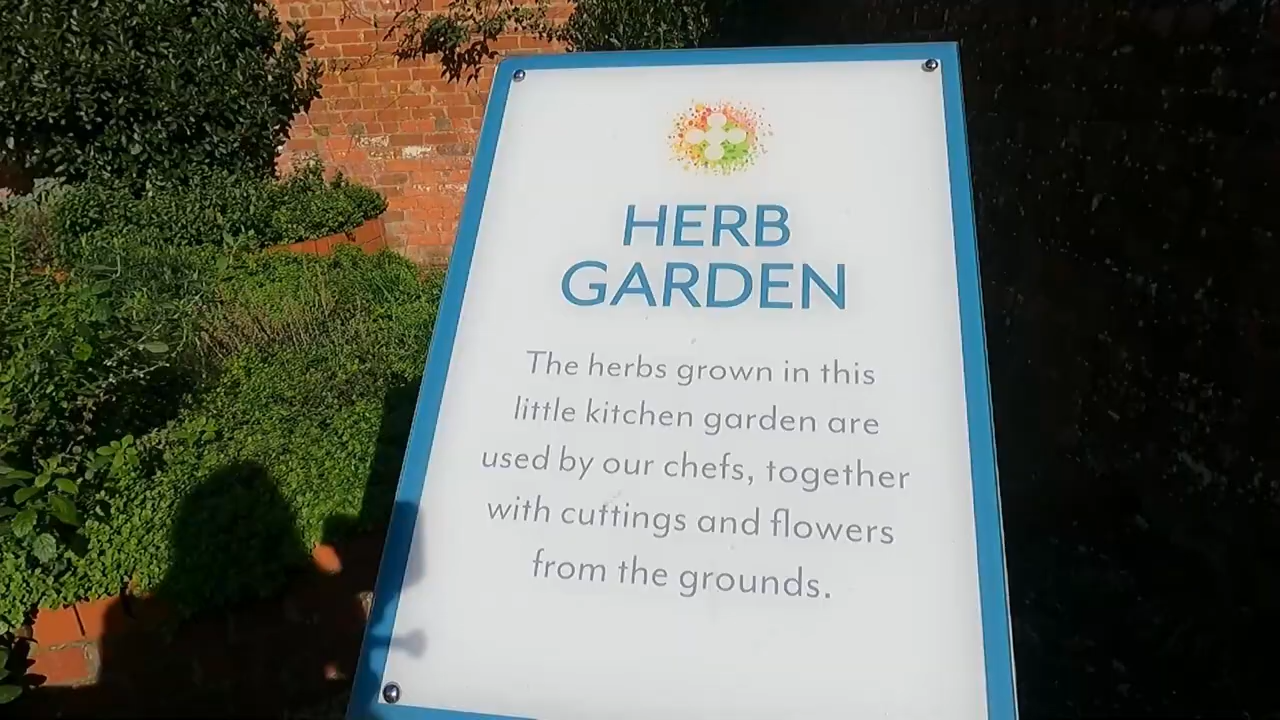 HERB
GARDEN
The herbs grown in this
little kitchen garden are
used by our chefs, together
with cuttings and flowers
from the grounds.